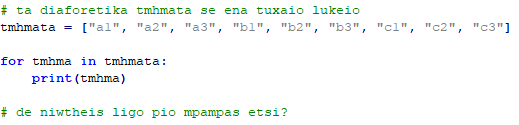 # ta diaforetika tmhmata se ena tuxaio lukeio
tmhmata = ["a1", "a2", "a3", "b1", "b2", "b3", "c1", "c2", "c3"]
for tmhma in tmhmata:
    print(tmhma)
# de niwtheis ligo pio mpampas etsi?